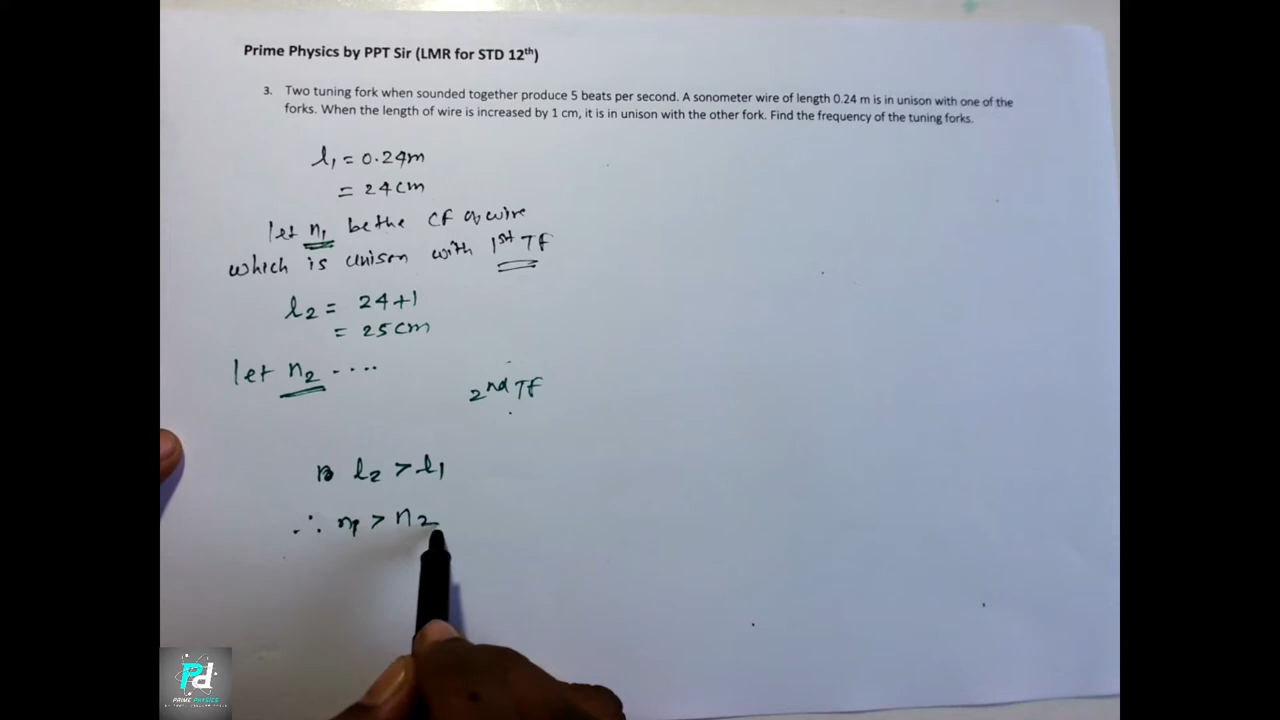 Prime Physics by PPT Sir (LMR for STD 12th)
3. Two tuning fork when sounded together produce 5 beats per second. A sonometer wire of length 0.24 m is in unison with one of the
forks. When the length of wire is increased by 1 cm, it is in unison with the other fork. Find the frequency of the tuning forks.
l1 = 0.24m
= 24cm
let n1 be the CF of wire
which is unison with 1st TF
l2 = 24+1
= 25cm
let n2 ....
2nd TF
l2 > l1
∴ n1 > n2
Pd
PRIME PHYSICS